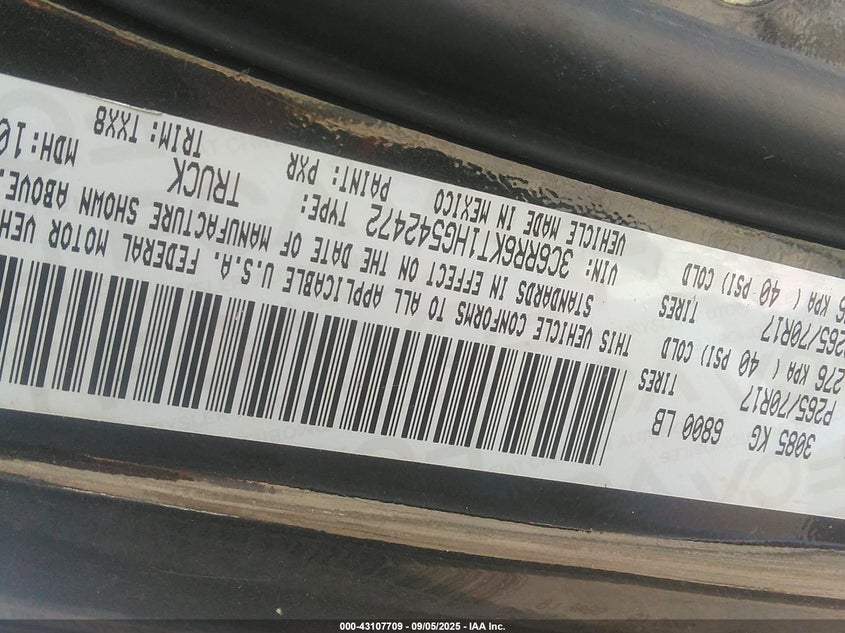 3085 KG
6800 LB
P265/70R17
TIRES
276 KPA ( 40 PSI) COLD
265/70R17
TIRES
KPA ( 40 PSI) COLD
THIS VEHICLE CONFORMS TO ALL APPLICABLE U.S.A. FEDERAL MOTOR VEH
STANDARDS IN EFFECT ON THE DATE OF MANUFACTURE SHOWN ABOVE.
VIN: 3C6RR6KT1HG542472 TYPE: TRUCK
MDH:10
VEHICLE MADE IN MEXICO
PAINT: PXR
TRIM: TXX8
000-43107709 - 09/05/2025 - IAA Inc.